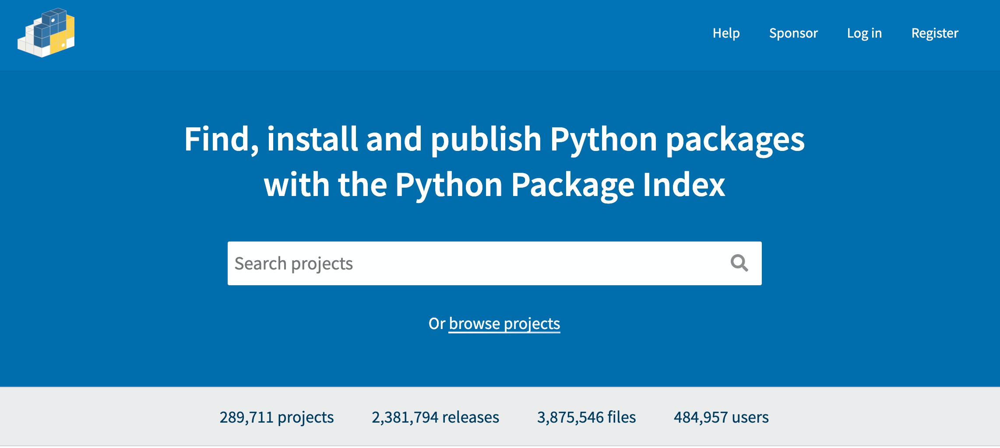 Help Sponsor Log in Register
Find, install and publish Python packages
with the Python Package Index
Search projects
Or browse projects
289,711 projects 2,381,794 releases 3,875,546 files 484,957 users